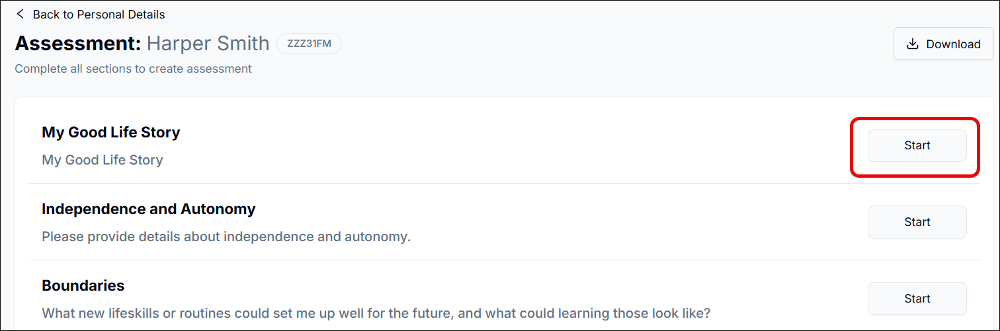 Back to Personal Details
Assessment: Harper Smith ZZZ31FM
Download
Complete all sections to create assessment
My Good Life Story
Start
My Good Life Story
Independence and Autonomy
Start
Please provide details about independence and autonomy.
Boundaries
Start
What new lifeskills or routines could set me up well for the future, and what could learning those look like?